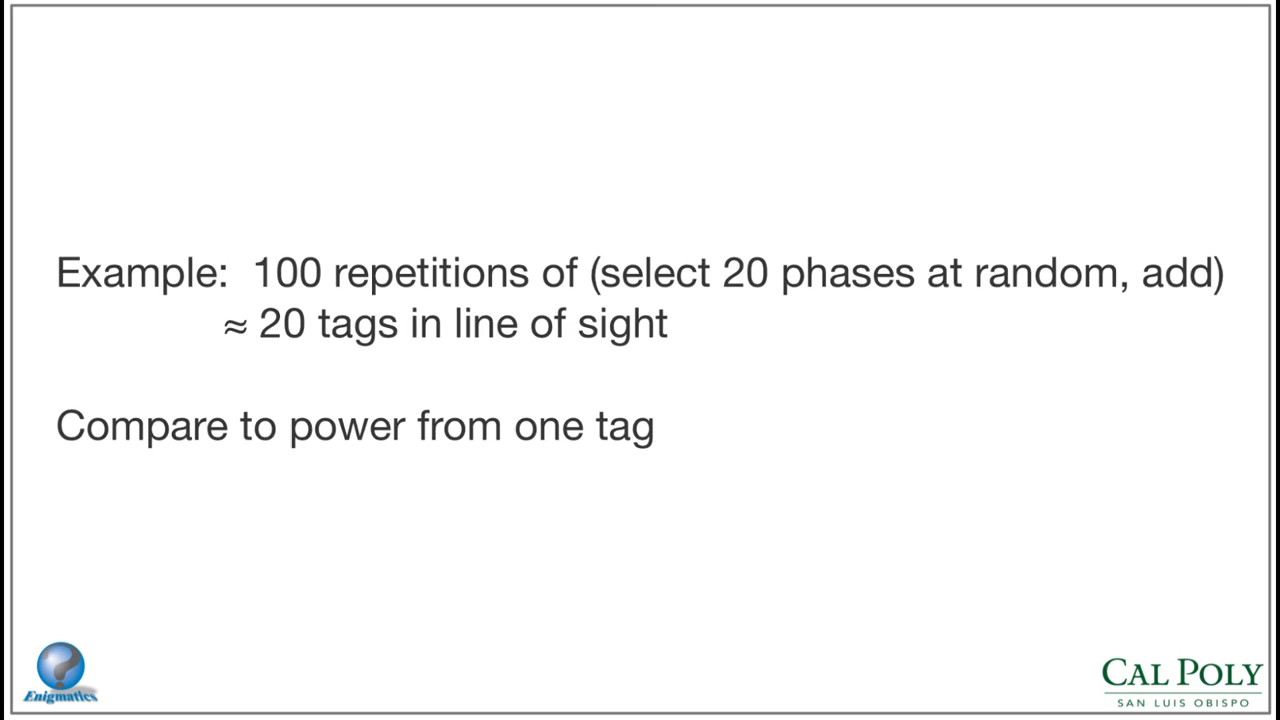 Example:  100 repetitions of (select 20 phases at random, add)
≈ 20 tags in line of sight
Compare to power from one tag
Enigmatics
CAL POLY
SAN LUIS OBISPO